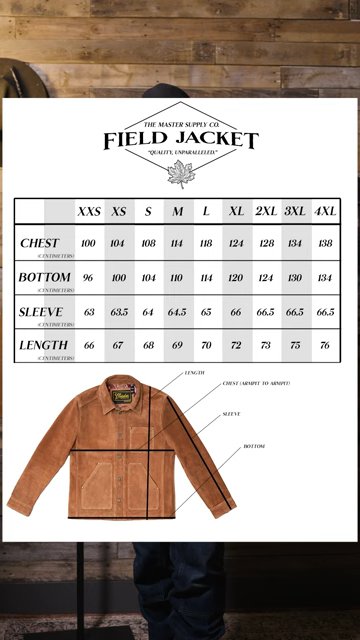 THE MASTER SUPPLY CO.
FIELD JACKET
"QUALITY, UNPARALLELED."
XXS XS S M L XL 2XL 3XL 4XL
CHEST 100 104 108 114 118 124 128 134 138
(CENTIMETERS)
BOTTOM 96 100 104 110 114 120 124 130 134
(CENTIMETERS)
SLEEVE 63 63.5 64 64.5 65 66 66.5 66.5 66.5
(CENTIMETERS)
LENGTH 66 67 68 69 70 72 73 75 76
(CENTIMETERS)
LENGTH
CHEST (ARMPIT TO ARMPIT)
SLEEVE
BOTTOM